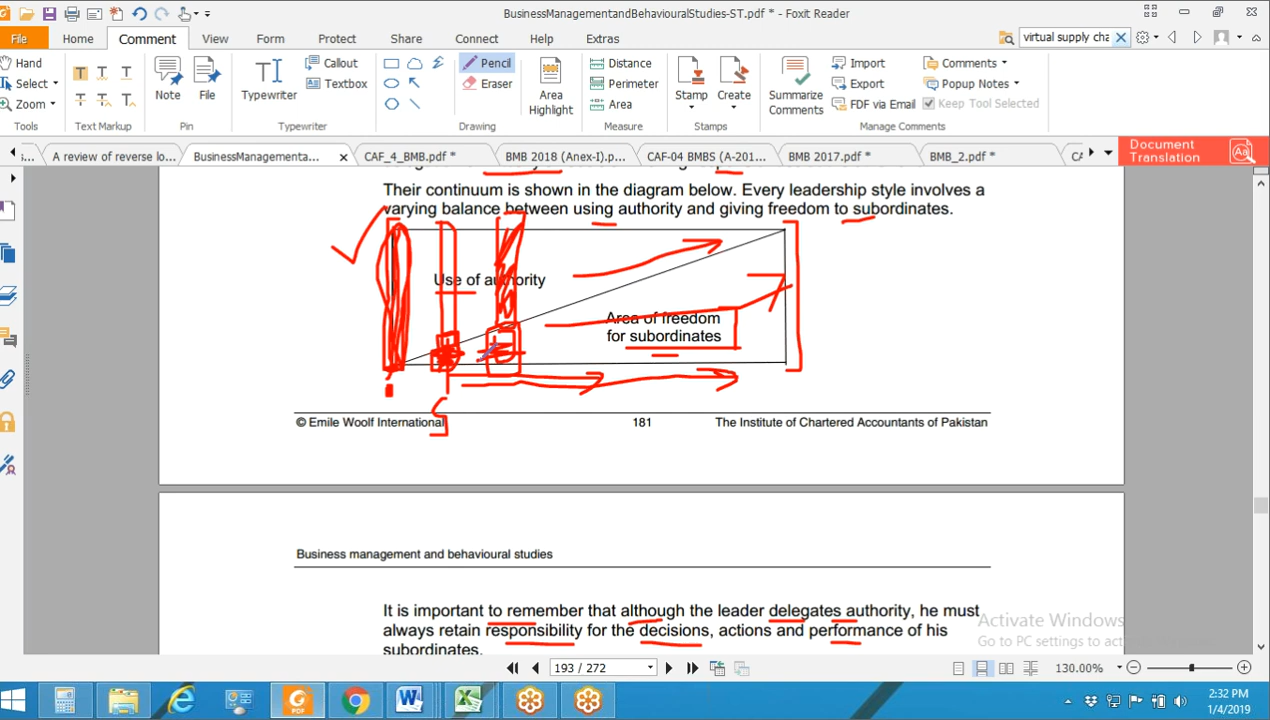 BusinessManagementandBehaviouralStudies-ST.pdf * - Foxit Reader
File Home Comment View Form Protect Share Connect Help Extras
virtual supply cha
Hand
Select
Zoom
Tools
Text Markup
Note
File
Pin
Typewriter
Callout
Textbox
Typewriter
Pencil
Eraser
Area Highlight
Drawing
Distance
Perimeter
Area
Measure
Stamp
Create
Stamps
Summarize Comments
Import
Export
FDF via Email
Comments
Popup Notes
Keep Tool Selected
Manage Comments
A review of reverse lo...
BusinessManagementa...
CAF_4_BMB.pdf *
BMB 2018 (Anex-I).p...
CAF-04 BMBS (A-201...
BMB 2017.pdf *
BMB_2.pdf *
CA
Document Translation
Their continuum is shown in the diagram below. Every leadership style involves a
varying balance between using authority and giving freedom to subordinates.
Use of authority
Area of freedom
for subordinates
© Emile Woolf International
181
The Institute of Chartered Accountants of Pakistan
Business management and behavioural studies
It is important to remember that although the leader delegates authority, he must
always retain responsibility for the decisions, actions and performance of his
subordinates.
Activate Windows
Go to PC settings to
193 / 272
130.00%
2:32 PM
1/4/2019